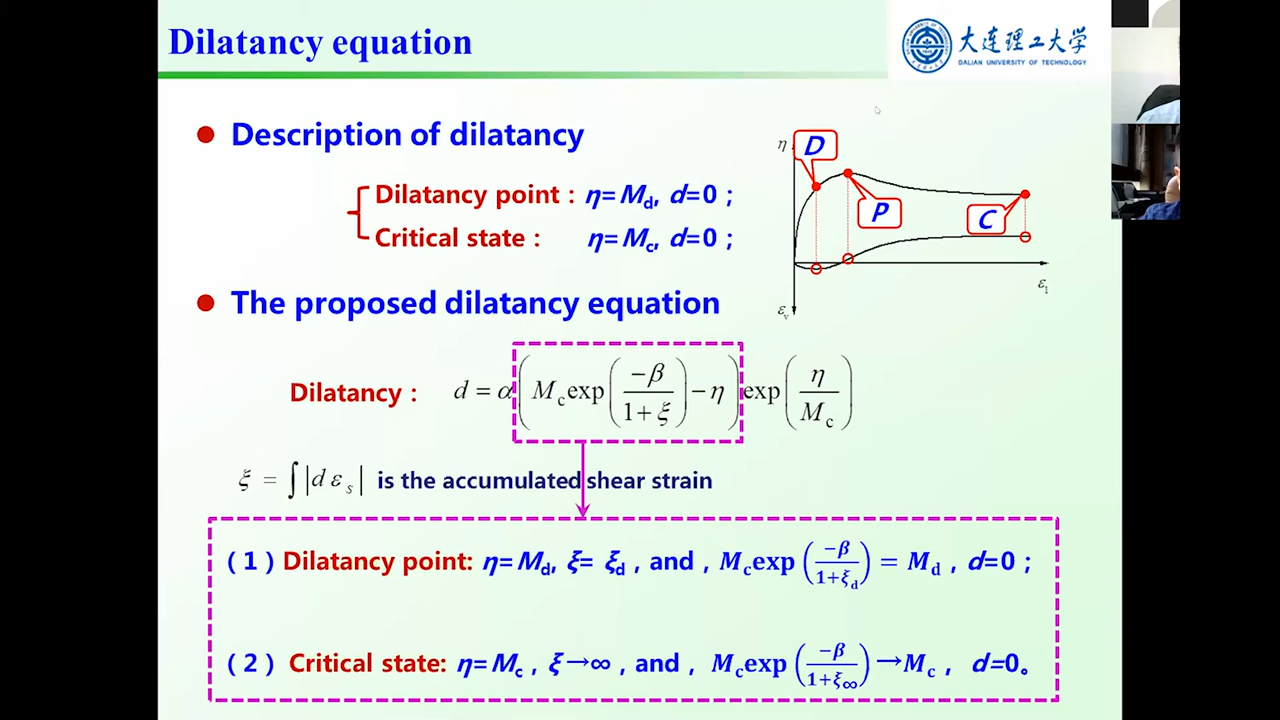 Dilatancy equation
大连理工大学
DALIAN UNIVERSITY OF TECHNOLOGY
● Description of dilatancy
Dilatancy point : η=Md, d=0 ;
Critical state : η=Mc, d=0 ;
η
D
P
C
ε1
εv
● The proposed dilatancy equation
Dilatancy : d = α(Mc exp(−β/(1+ξ)) − η) exp(η/Mc)
ξ = ∫|dεs| is the accumulated shear strain
(1) Dilatancy point: η=Md, ξ= ξd , and , Mc exp(−β/(1+ξd)) = Md , d=0 ;
(2) Critical state: η=Mc , ξ→∞ , and , Mc exp(−β/(1+ξ∞)) → Mc , d=0。